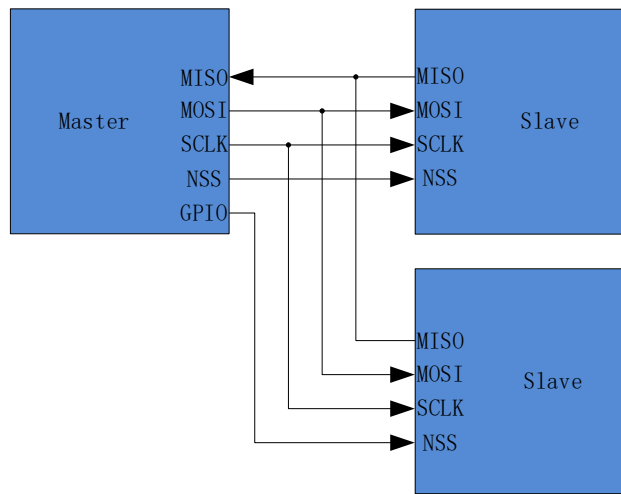 MISO
MOSI
Master
SCLK
NSS
GPIO
MISO
MOSI
Slave
SCLK
NSS
MISO
MOSI
Slave
SCLK
NSS